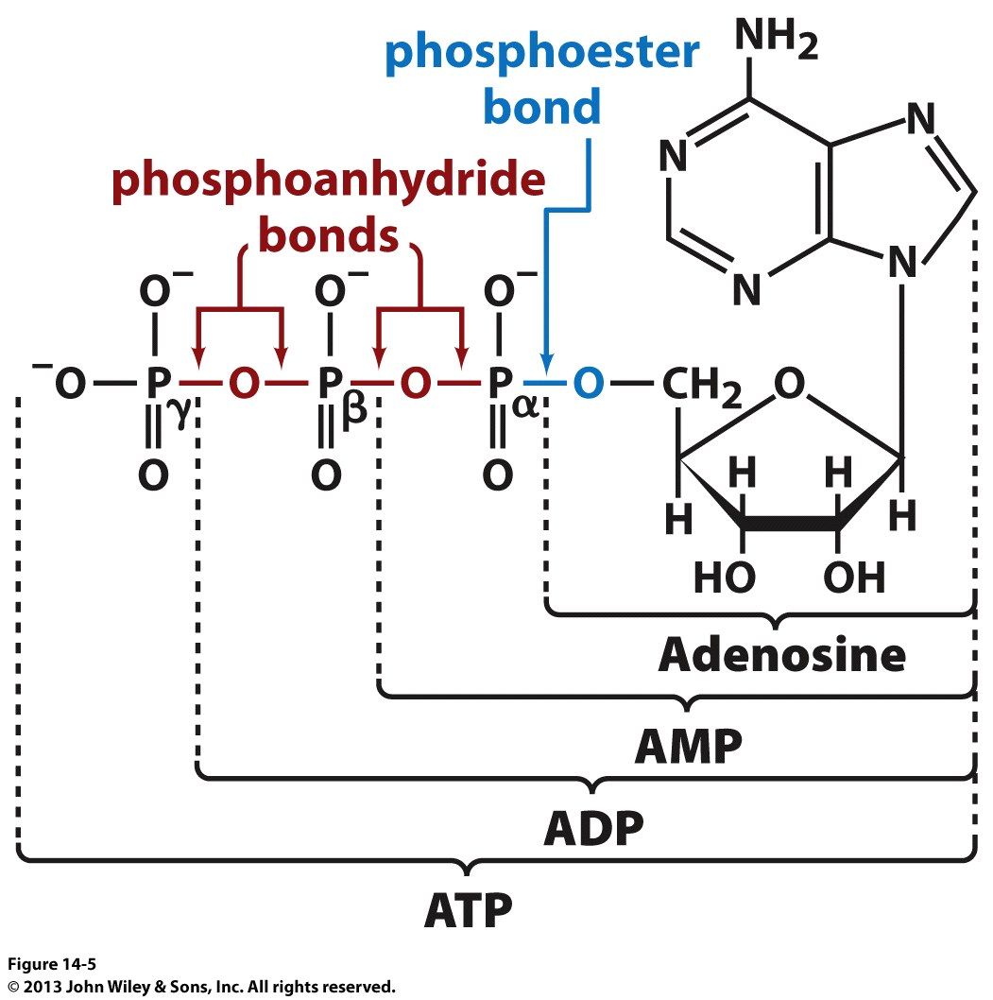 phosphoester
bond
NH2
N
N
N
N
phosphoanhydride
bonds
O− O− O−
−O P O P O P O CH2 O
γ β α
O O O
H H H H
HO OH
Adenosine
AMP
ADP
ATP
Figure 14-5
© 2013 John Wiley & Sons, Inc. All rights reserved.